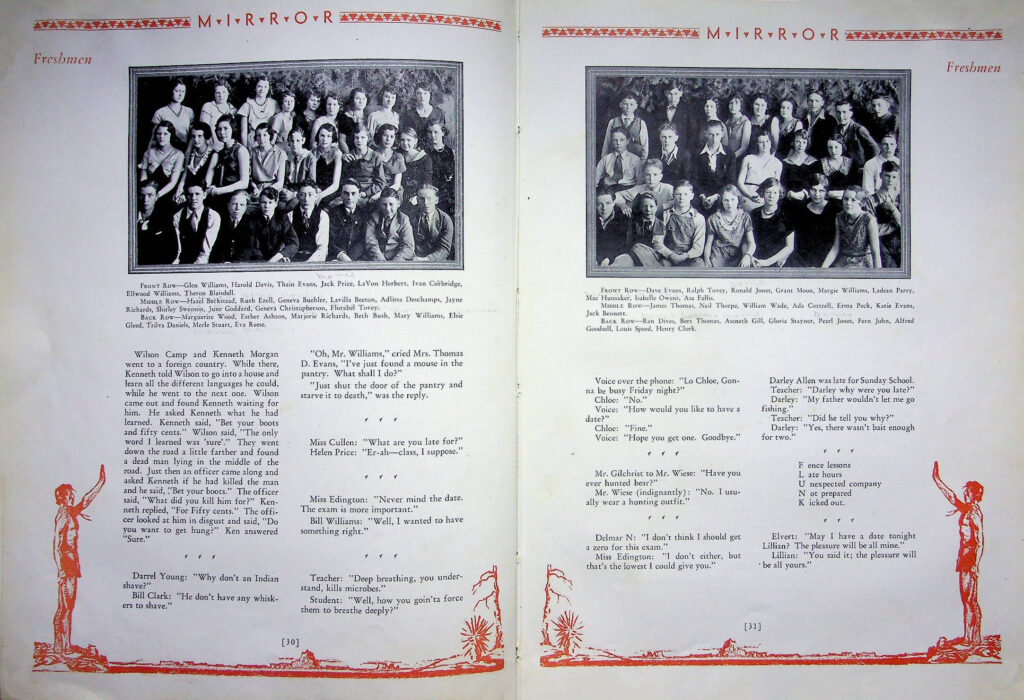 M·I·R·R·O·R
Freshmen
FRONT ROW—Glen Williams, Harold Davis, Thain Evans, Jack Price, LaVon Herbert, Ivan Colbridge,
Ellwood Williams, Theron Blaisdell.
MIDDLE ROW—Hazel Beckstead, Ruth Ezell, Geneva Buehler, Lavilla Beeton, Adlissa Deschamps, Jayne
Richards, Shirley Swenson, June Goddard, Geneva Christopherson, Florabel Tovey.
BACK ROW—Marguerine Wood, Esther Ashton, Marjorie Richards, Beth Bush, Mary Williams, Elsie
Gleed, Trilva Daniels, Merle Stuart, Eva Reese.
Wilson Camp and Kenneth Morgan
went to a foreign country. While there,
Kenneth told Wilson to go into a house and
learn all the different languages he could,
while he went to the next one. Wilson
came out and found Kenneth waiting for
him. He asked Kenneth what he had
learned. Kenneth said, "Bet your boots
and fifty cents." Wilson said, "The only
word I learned was 'sure'." They went
down the road a little farther and found
a dead man lying in the middle of the
road. Just then an officer came along and
asked Kenneth if he had killed the man
and he said, "Bet your boots." The officer
said, "What did you kill him for?" Ken-
neth replied, "For Fifty cents." The offi-
cer looked at him in disgust and said, "Do
you want to get hung?" Ken answered
"Sure."
Darrel Young: "Why don't an Indian
shave?"
Bill Clark: "He don't have any whisk-
ers to shave."
"Oh, Mr. Williams," cried Mrs. Thomas
D. Evans, "I've just found a mouse in the
pantry. What shall I do?"
"Just shut the door of the pantry and
starve it to death," was the reply.
Miss Cullen: "What are you late for?"
Helen Price: "Er-ah—class, I suppose."
Miss Edington: "Never mind the date.
The exam is more important."
Bill Williams: "Well, I wanted to have
something right."
Teacher: "Deep breathing, you under-
stand, kills microbes."
Student: "Well, how you goin'ta force
them to breathe deeply?"
[30]
M·I·R·R·O·R
Freshmen
FRONT ROW—Dave Evans, Ralph Tovey, Ronald Jones, Grant Moon, Margie Williams, Ladean Parry,
Mae Hunsaker, Isabelle Owens, Asa Fullis.
MIDDLE ROW—James Thomas, Neil Thorpe, William Wade, Ada Cottrell, Erma Peck, Katie Evans,
Jack Bennett.
BACK ROW—Ren Dives, Bert Thomas, Aseneth Gill, Gloria Stayner, Pearl Jones, Fern John, Alfred
Goodsell, Louis Speed, Henry Clark.
Voice over the phone: "Lo Chloe, Gon-
na be busy Friday night?"
Chloe: "No."
Voice: "How would you like to have a
date?"
Chloe: "Fine."
Voice: "Hope you get one. Goodbye."
Mr. Gilchrist to Mr. Wiese: "Have you
ever hunted bear?"
Mr. Wiese (indignantly): "No. I usu-
ally wear a hunting outfit."
Delmar N: "I don't think I should get
a zero for this exam."
Miss Edington: "I don't either, but
that's the lowest I could give you."
Darley Allen was late for Sunday School.
Teacher: "Darley why were you late?"
Darley: "My father wouldn't let me go
fishing."
Teacher: "Did he tell you why?"
Darley: "Yes, there wasn't bait enough
for two."
F ence lessons
L ate hours
U nexpected company
N ot prepared
K icked out.
Elvert: "May I have a date tonight
Lillian? The pleasure will be all mine."
Lillian: "You said it; the pleasure will
be all yours."
[31]